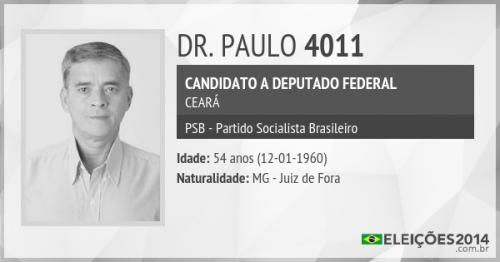 DR. PAULO 4011
CANDIDATO A DEPUTADO FEDERAL
CEARÁ
PSB - Partido Socialista Brasileiro
Idade: 54 anos (12-01-1960)
Naturalidade: MG - Juiz de Fora
ELEIÇÕES2014
.com.br